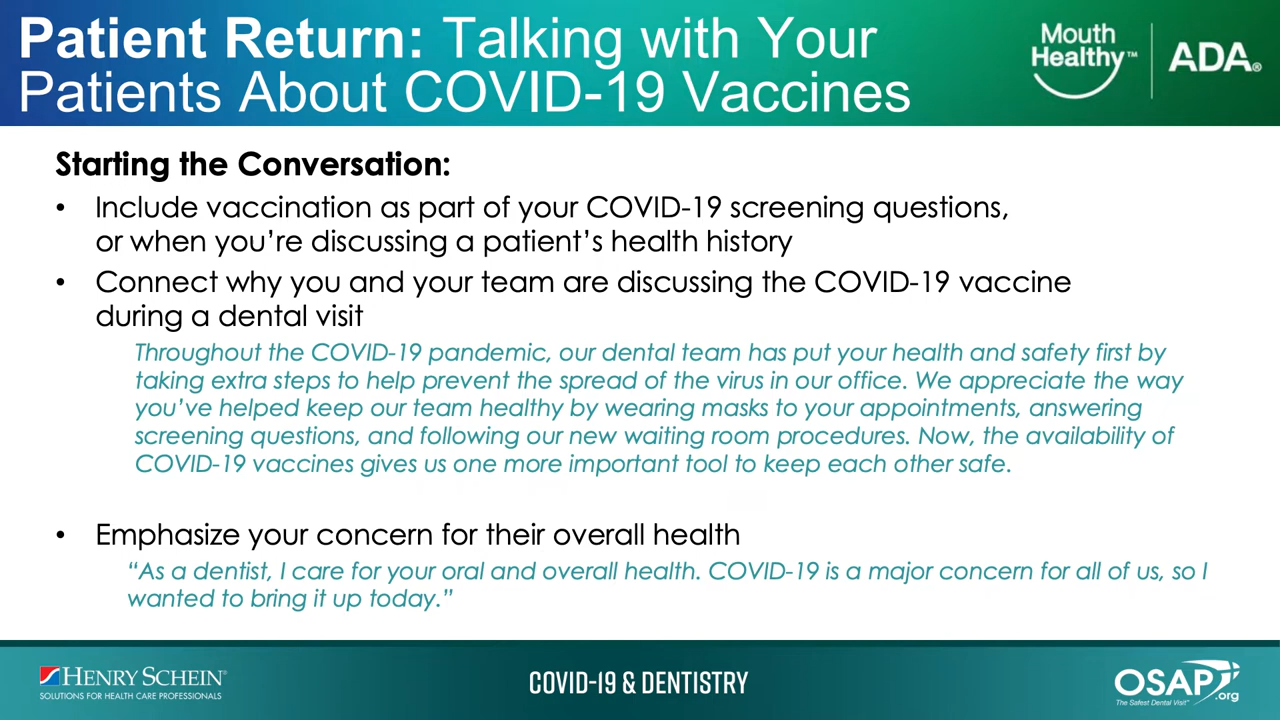 Patient Return: Talking with Your
Patients About COVID-19 Vaccines
Mouth
Healthy™
ADA®
Starting the Conversation:
• Include vaccination as part of your COVID-19 screening questions,
or when you’re discussing a patient’s health history
• Connect why you and your team are discussing the COVID-19 vaccine
during a dental visit
Throughout the COVID-19 pandemic, our dental team has put your health and safety first by
taking extra steps to help prevent the spread of the virus in our office. We appreciate the way
you’ve helped keep our team healthy by wearing masks to your appointments, answering
screening questions, and following our new waiting room procedures. Now, the availability of
COVID-19 vaccines gives us one more important tool to keep each other safe.
• Emphasize your concern for their overall health
“As a dentist, I care for your oral and overall health. COVID-19 is a major concern for all of us, so I
wanted to bring it up today.”
HENRY SCHEIN®
SOLUTIONS FOR HEALTH CARE PROFESSIONALS
COVID-19 & DENTISTRY
OSAP
.org
The Safest Dental Visit™